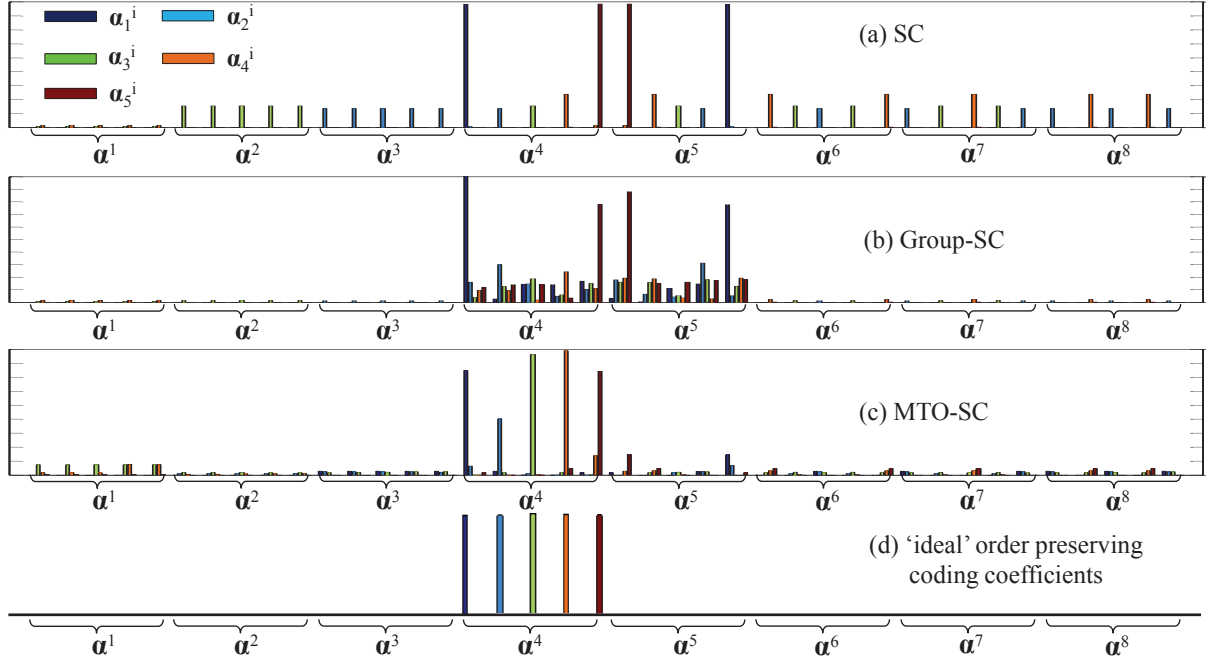 α₁ⁱ α₂ⁱ
α₃ⁱ α₄ⁱ
α₅ⁱ
(a) SC
α¹ α² α³ α⁴ α⁵ α⁶ α⁷ α⁸
(b) Group-SC
α¹ α² α³ α⁴ α⁵ α⁶ α⁷ α⁸
(c) MTO-SC
α¹ α² α³ α⁴ α⁵ α⁶ α⁷ α⁸
(d) ‘ideal’ order preserving
coding coefficients
α¹ α² α³ α⁴ α⁵ α⁶ α⁷ α⁸